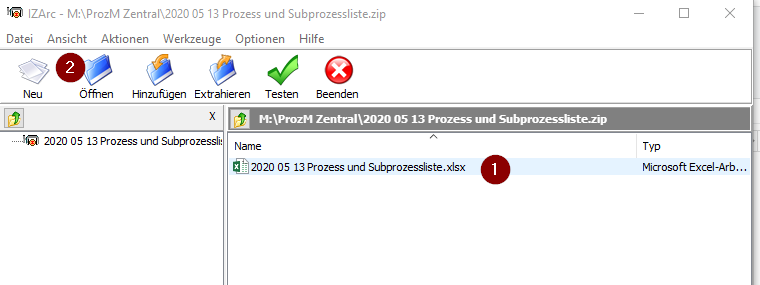 IZArc - M:\ProzM Zentral\2020 05 13 Prozess und Subprozessliste.zip
Datei Ansicht Aktionen Werkzeuge Optionen Hilfe
2
Neu Öffnen Hinzufügen Extrahieren Testen Beenden
X
M:\ProzM Zentral\2020 05 13 Prozess und Subprozessliste.zip
2020 05 13 Prozess und Subprozesslis
Name Typ
2020 05 13 Prozess und Subprozessliste.xlsx 1 Microsoft Excel-Arb...